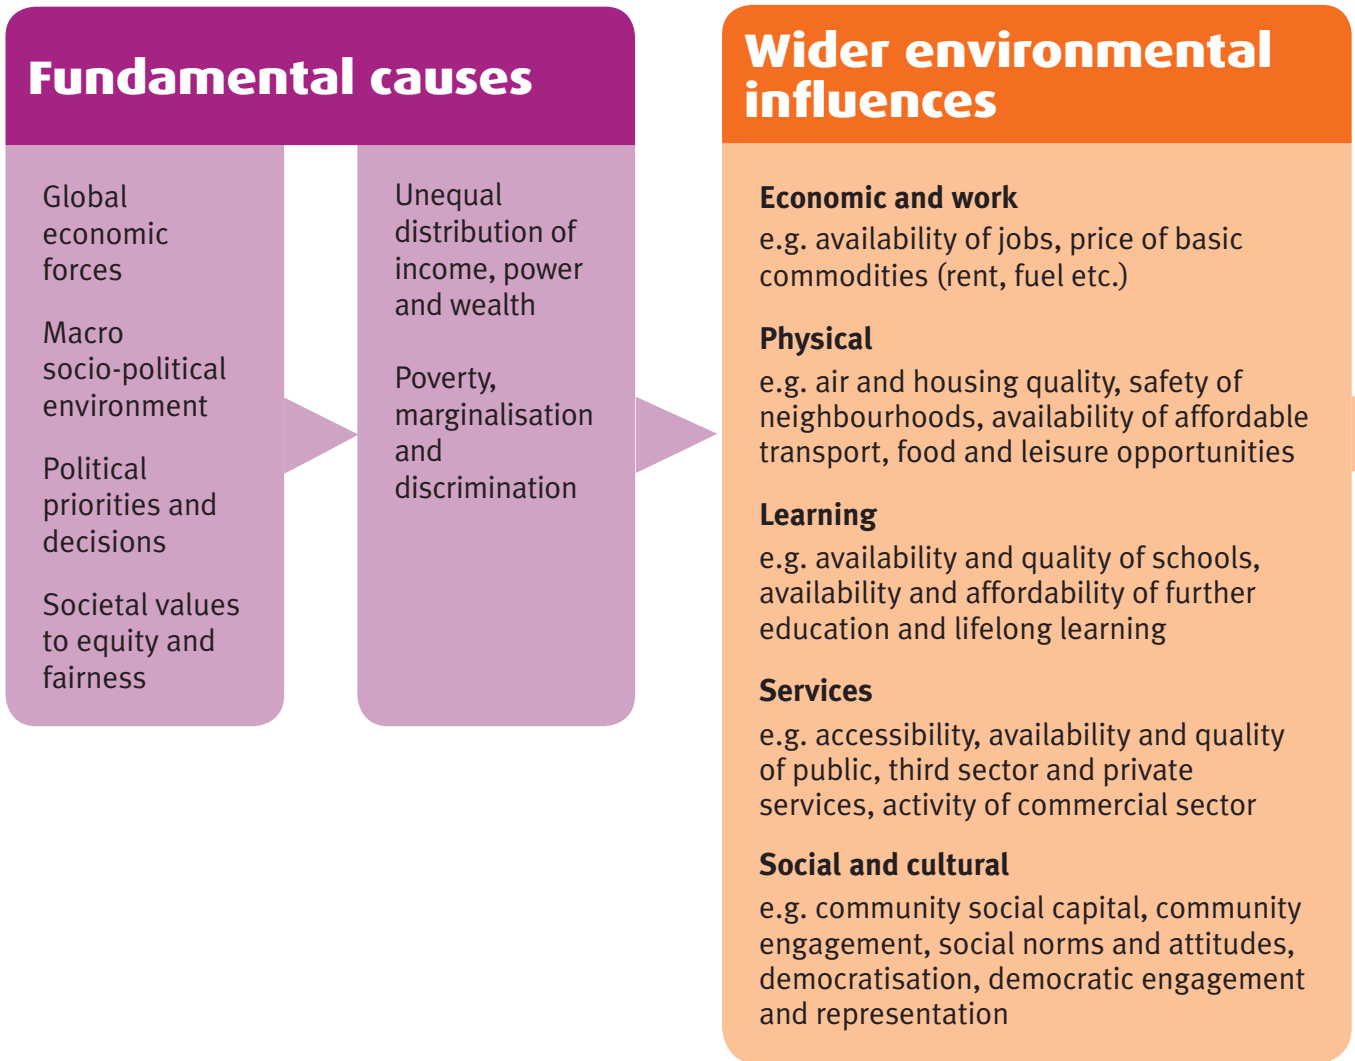 Fundamental causes
Global
economic
forces
Macro
socio-political
environment
Political
priorities and
decisions
Societal values
to equity and
fairness
Unequal
distribution of
income, power
and wealth
Poverty,
marginalisation
and
discrimination
Wider environmental
influences
Economic and work
e.g. availability of jobs, price of basic
commodities (rent, fuel etc.)
Physical
e.g. air and housing quality, safety of
neighbourhoods, availability of affordable
transport, food and leisure opportunities
Learning
e.g. availability and quality of schools,
availability and affordability of further
education and lifelong learning
Services
e.g. accessibility, availability and quality
of public, third sector and private
services, activity of commercial sector
Social and cultural
e.g. community social capital, community
engagement, social norms and attitudes,
democratisation, democratic engagement
and representation